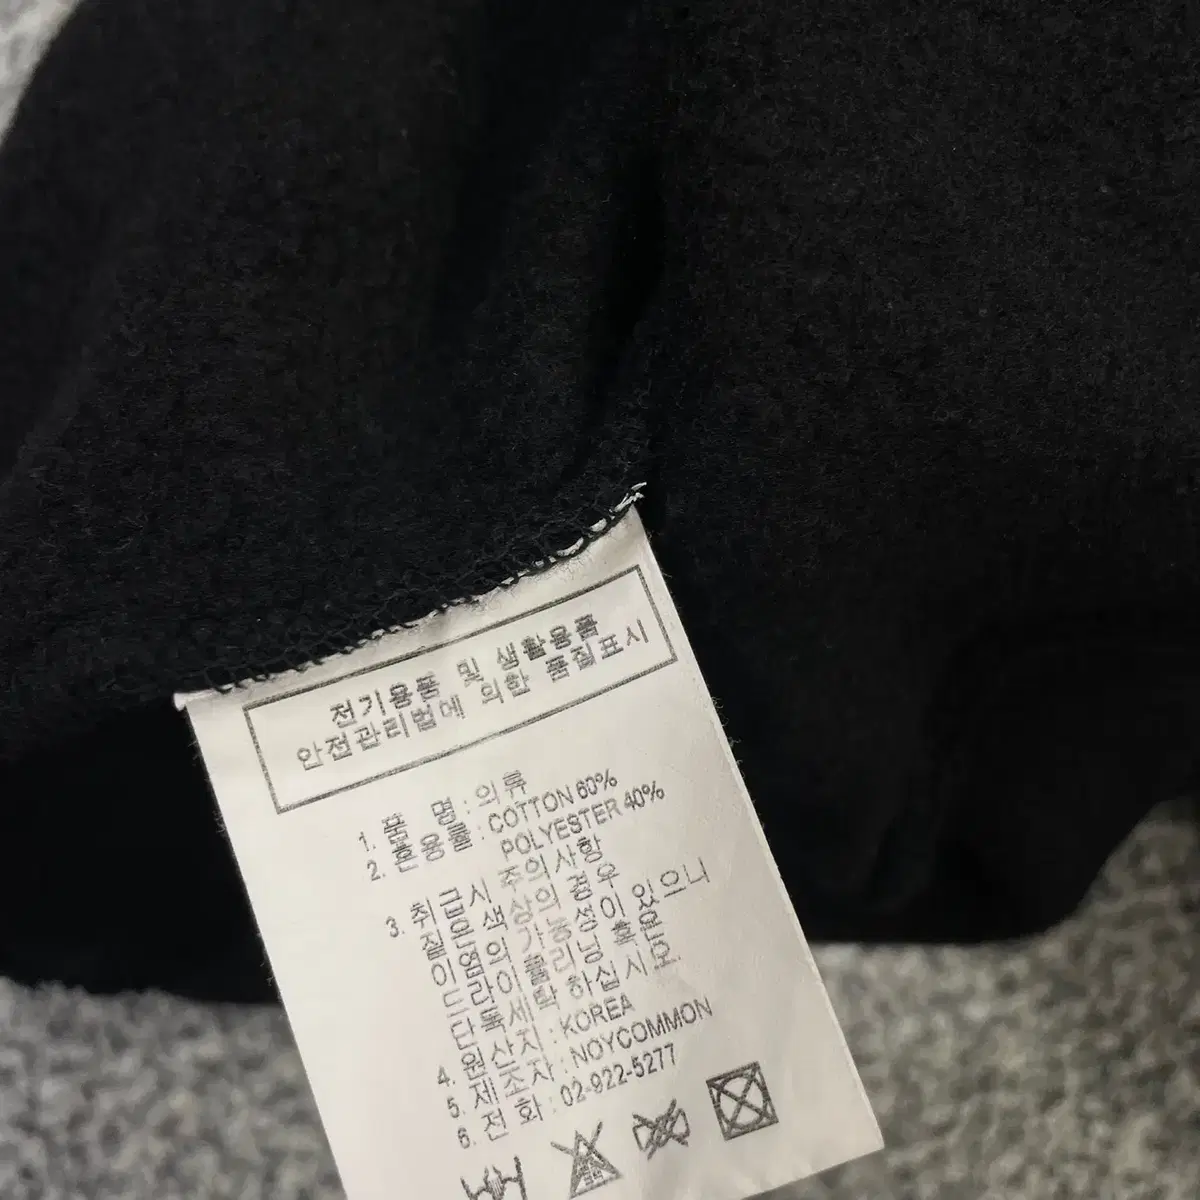 전기용품 및 생활용품
안전관리법에 의한 품질표시
1. 품 명 : 의류
2. 혼용률 : COTTON 60%
POLYESTER 40%
3. 취급시 주의사항
짙은색상의 경우
이염의 가능성이 있으니
드라이 물리닝 혹은
단독세탁 하십시오.
4. 원산지 : KOREA
5. 제조자 : NOYCOMMON
6. 전 화 : 02-922-5277